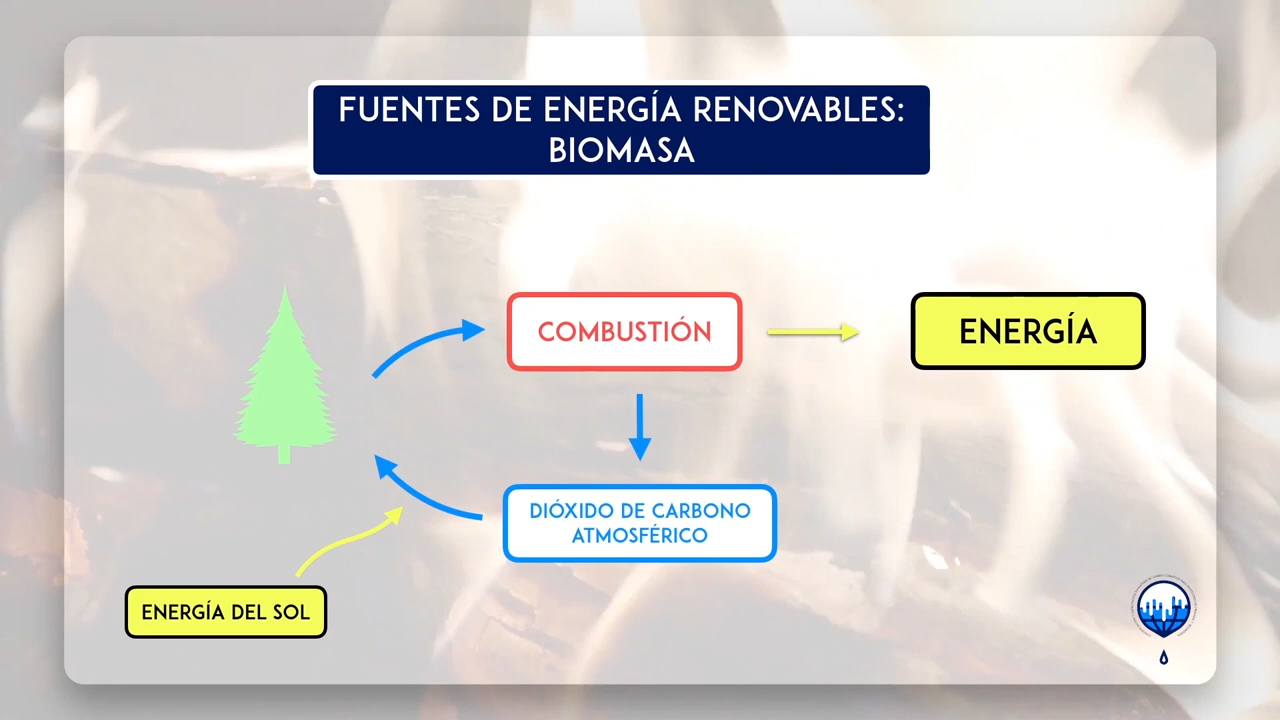 FUENTES DE ENERGÍA RENOVABLES:
BIOMASA
COMBUSTIÓN
ENERGÍA
DIÓXIDO DE CARBONO
ATMOSFÉRICO
ENERGÍA DEL SOL